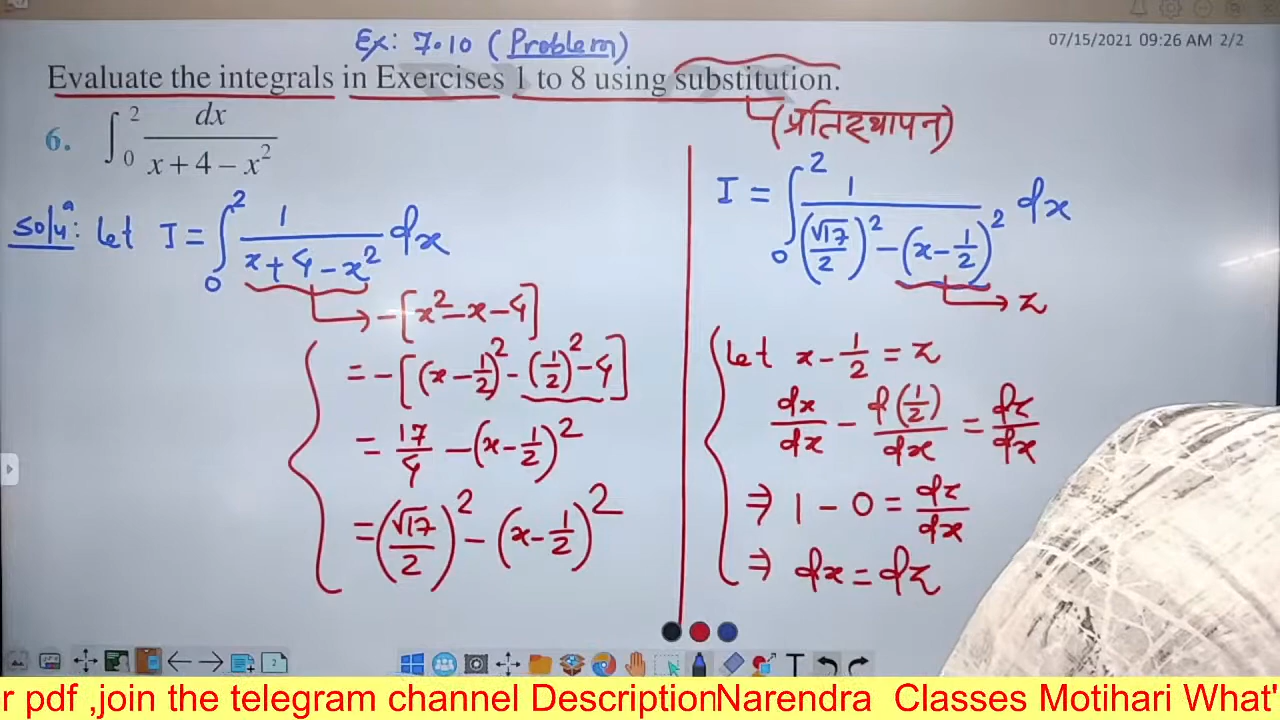 Ex: 7.10 (Problem)
07/15/2021 09:26 AM 2/2
Evaluate the integrals in Exercises 1 to 8 using substitution.
(प्रतिस्थापन)
6. ∫₀² dx / (x + 4 – x²)
Soluⁿ: Let I = ∫₀² 1 / (x + 4 – x²) dx
→ –[x² – x – 4]
= –[(x – 1/2)² – (1/2)² – 4]
= 17/4 – (x – 1/2)²
= (√17/2)² – (x – 1/2)²
I = ∫₀² 1 / ((√17/2)² – (x – 1/2)²) dx
→ z
Let x – 1/2 = z
dx/dx – d(1/2)/dx = dz/dx
⇒ 1 – 0 = dz/dx
⇒ dx = dz
2
T
r pdf ,join the telegram channel DescriptionNarendra Classes Motihari What'